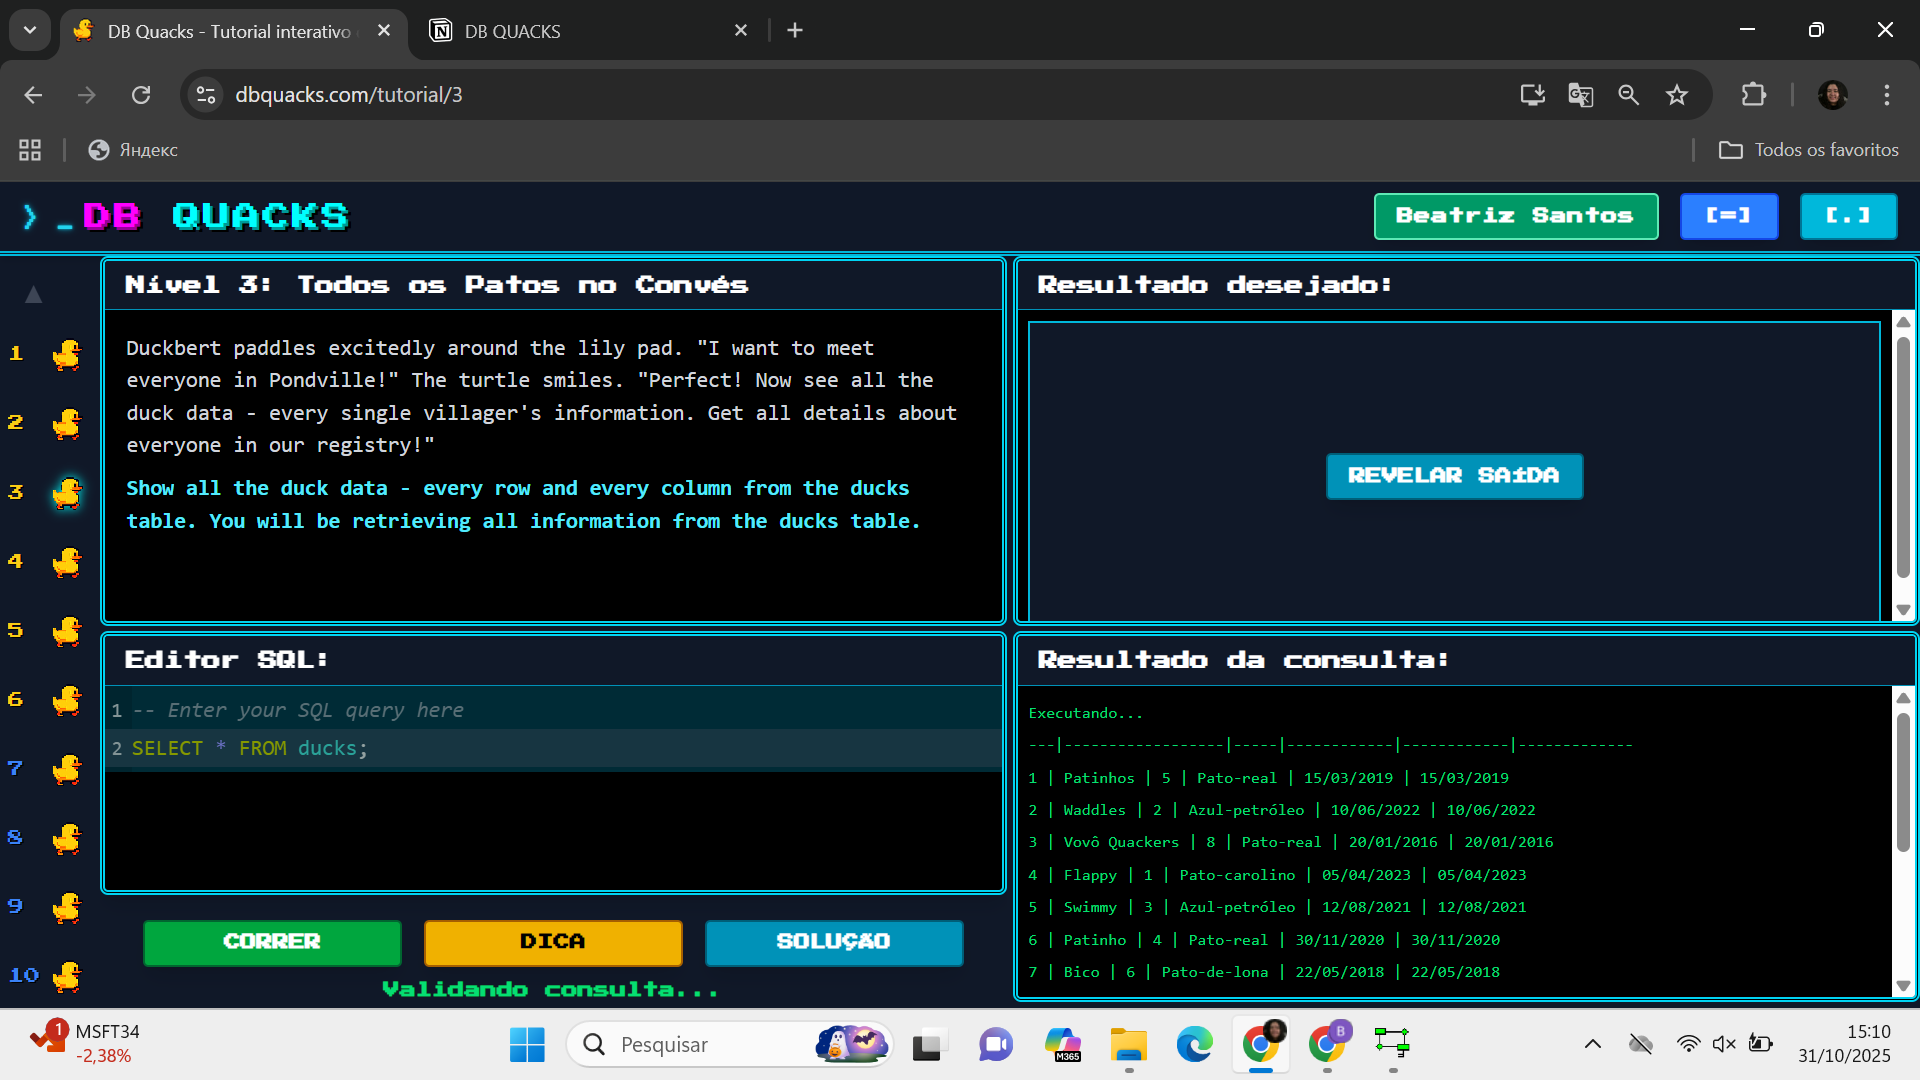 DB Quacks - Tutorial interativo
DB QUACKS
dbquacks.com/tutorial/3
Яндекс
Todos os favoritos
❯ _DB QUACKS
Beatriz Santos
[=]
[.]
Nível 3: Todos os Patos no Convés
Duckbert paddles excitedly around the lily pad. "I want to meet
everyone in Pondville!" The turtle smiles. "Perfect! Now see all the
duck data - every single villager's information. Get all details about
everyone in our registry!"
Show all the duck data - every row and every column from the ducks
table. You will be retrieving all information from the ducks table.
Resultado desejado:
REVELAR SAíDA
1
2
3
4
5
6
7
8
9
10
Editor SQL:
1 -- Enter your SQL query here
2 SELECT * FROM ducks;
CORRER
DICA
SOLUÇÃO
Validando consulta...
Resultado da consulta:
Executando...
---|------------------|-----|------------|------------|-------------
1 | Patinhos | 5 | Pato-real | 15/03/2019 | 15/03/2019
2 | Waddles | 2 | Azul-petróleo | 10/06/2022 | 10/06/2022
3 | Vovô Quackers | 8 | Pato-real | 20/01/2016 | 20/01/2016
4 | Flappy | 1 | Pato-carolino | 05/04/2023 | 05/04/2023
5 | Swimmy | 3 | Azul-petróleo | 12/08/2021 | 12/08/2021
6 | Patinho | 4 | Pato-real | 30/11/2020 | 30/11/2020
7 | Bico | 6 | Pato-de-lona | 22/05/2018 | 22/05/2018
1
MSFT34
-2,38%
Pesquisar
M365
B
15:10
31/10/2025